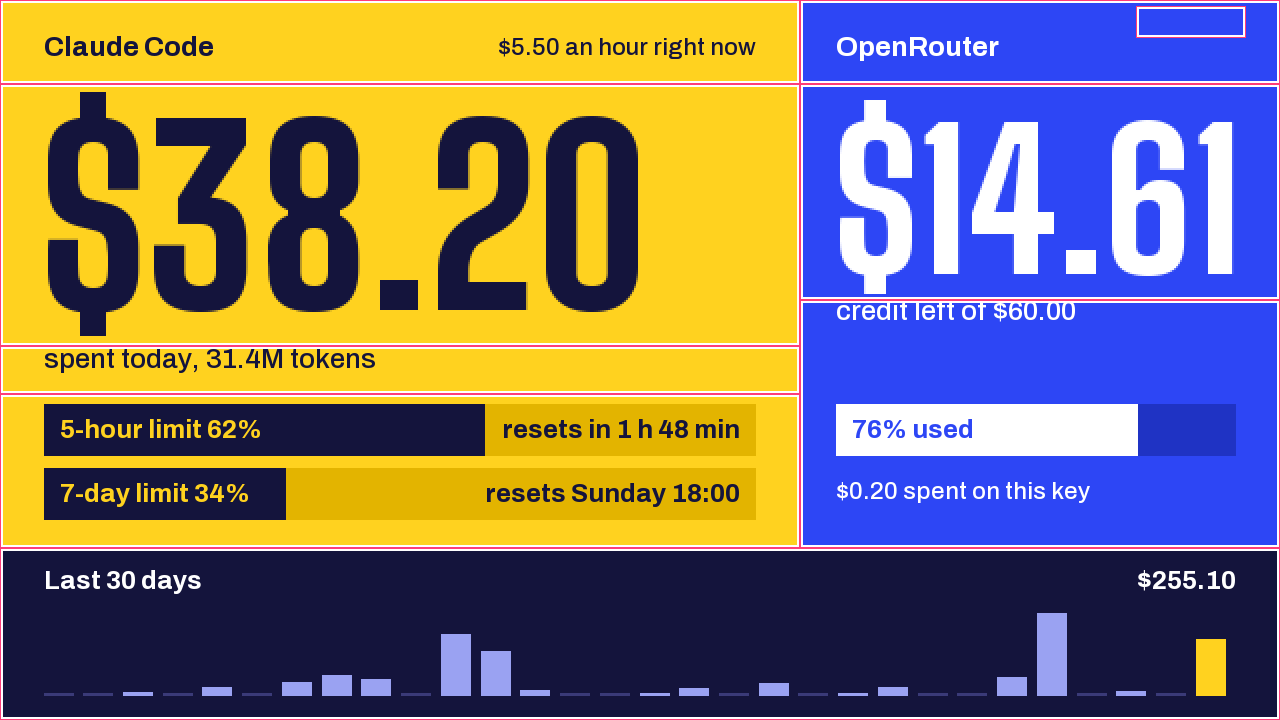 Claude Code
$5.50 an hour right now
$38.20
spent today, 31.4M tokens
5-hour limit 62%
resets in 1 h 48 min
7-day limit 34%
resets Sunday 18:00
OpenRouter
$14.61
credit left of $60.00
76% used
$0.20 spent on this key
Last 30 days
$255.10